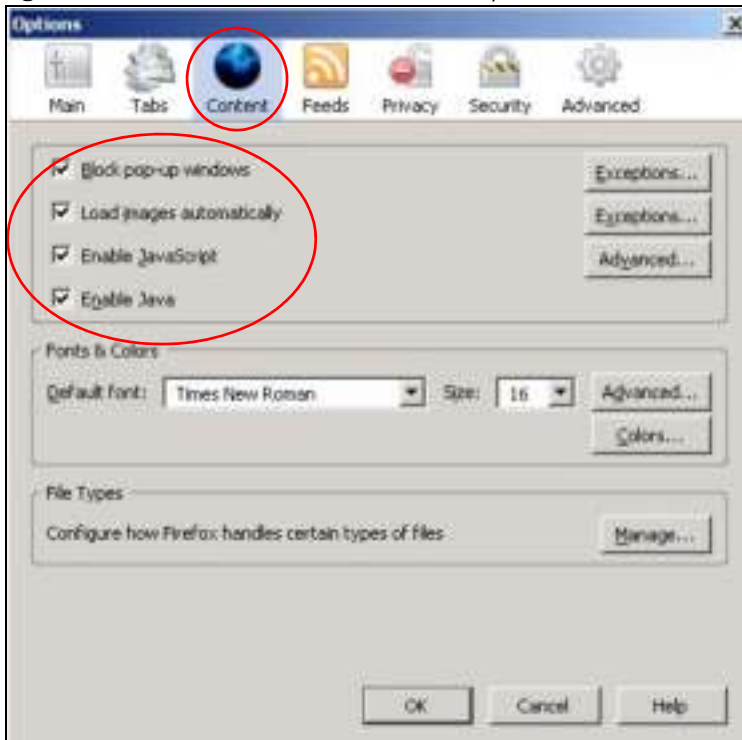 Options
Main Tabs Content Feeds Privacy Security Advanced
Block pop-up windows Exceptions...
Load images automatically Exceptions...
Enable JavaScript Advanced...
Enable Java
Fonts & Colors
Default font: Times New Roman Size: 16 Advanced...
Colors...
File Types
Configure how Firefox handles certain types of files Manage...
OK Cancel Help